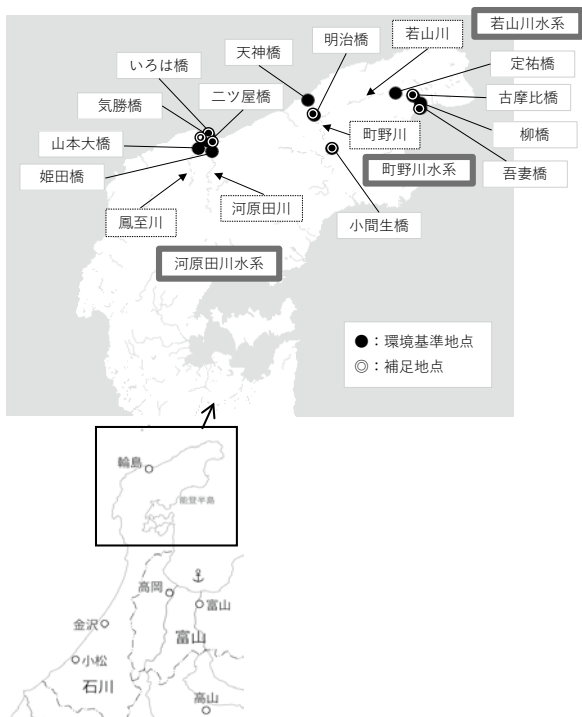 若山川水系
明治橋
若山川
天神橋
定祐橋
いろは橋
古摩比橋
気勝橋
二ツ屋橋
柳橋
山本大橋
町野川
町野川水系
吾妻橋
姫田橋
鳳至川
河原田川
小間生橋
河原田川水系
●：環境基準地点
◎：補足地点
輪島
能登半島
高岡
富山
金沢
富山
小松
石川
高山